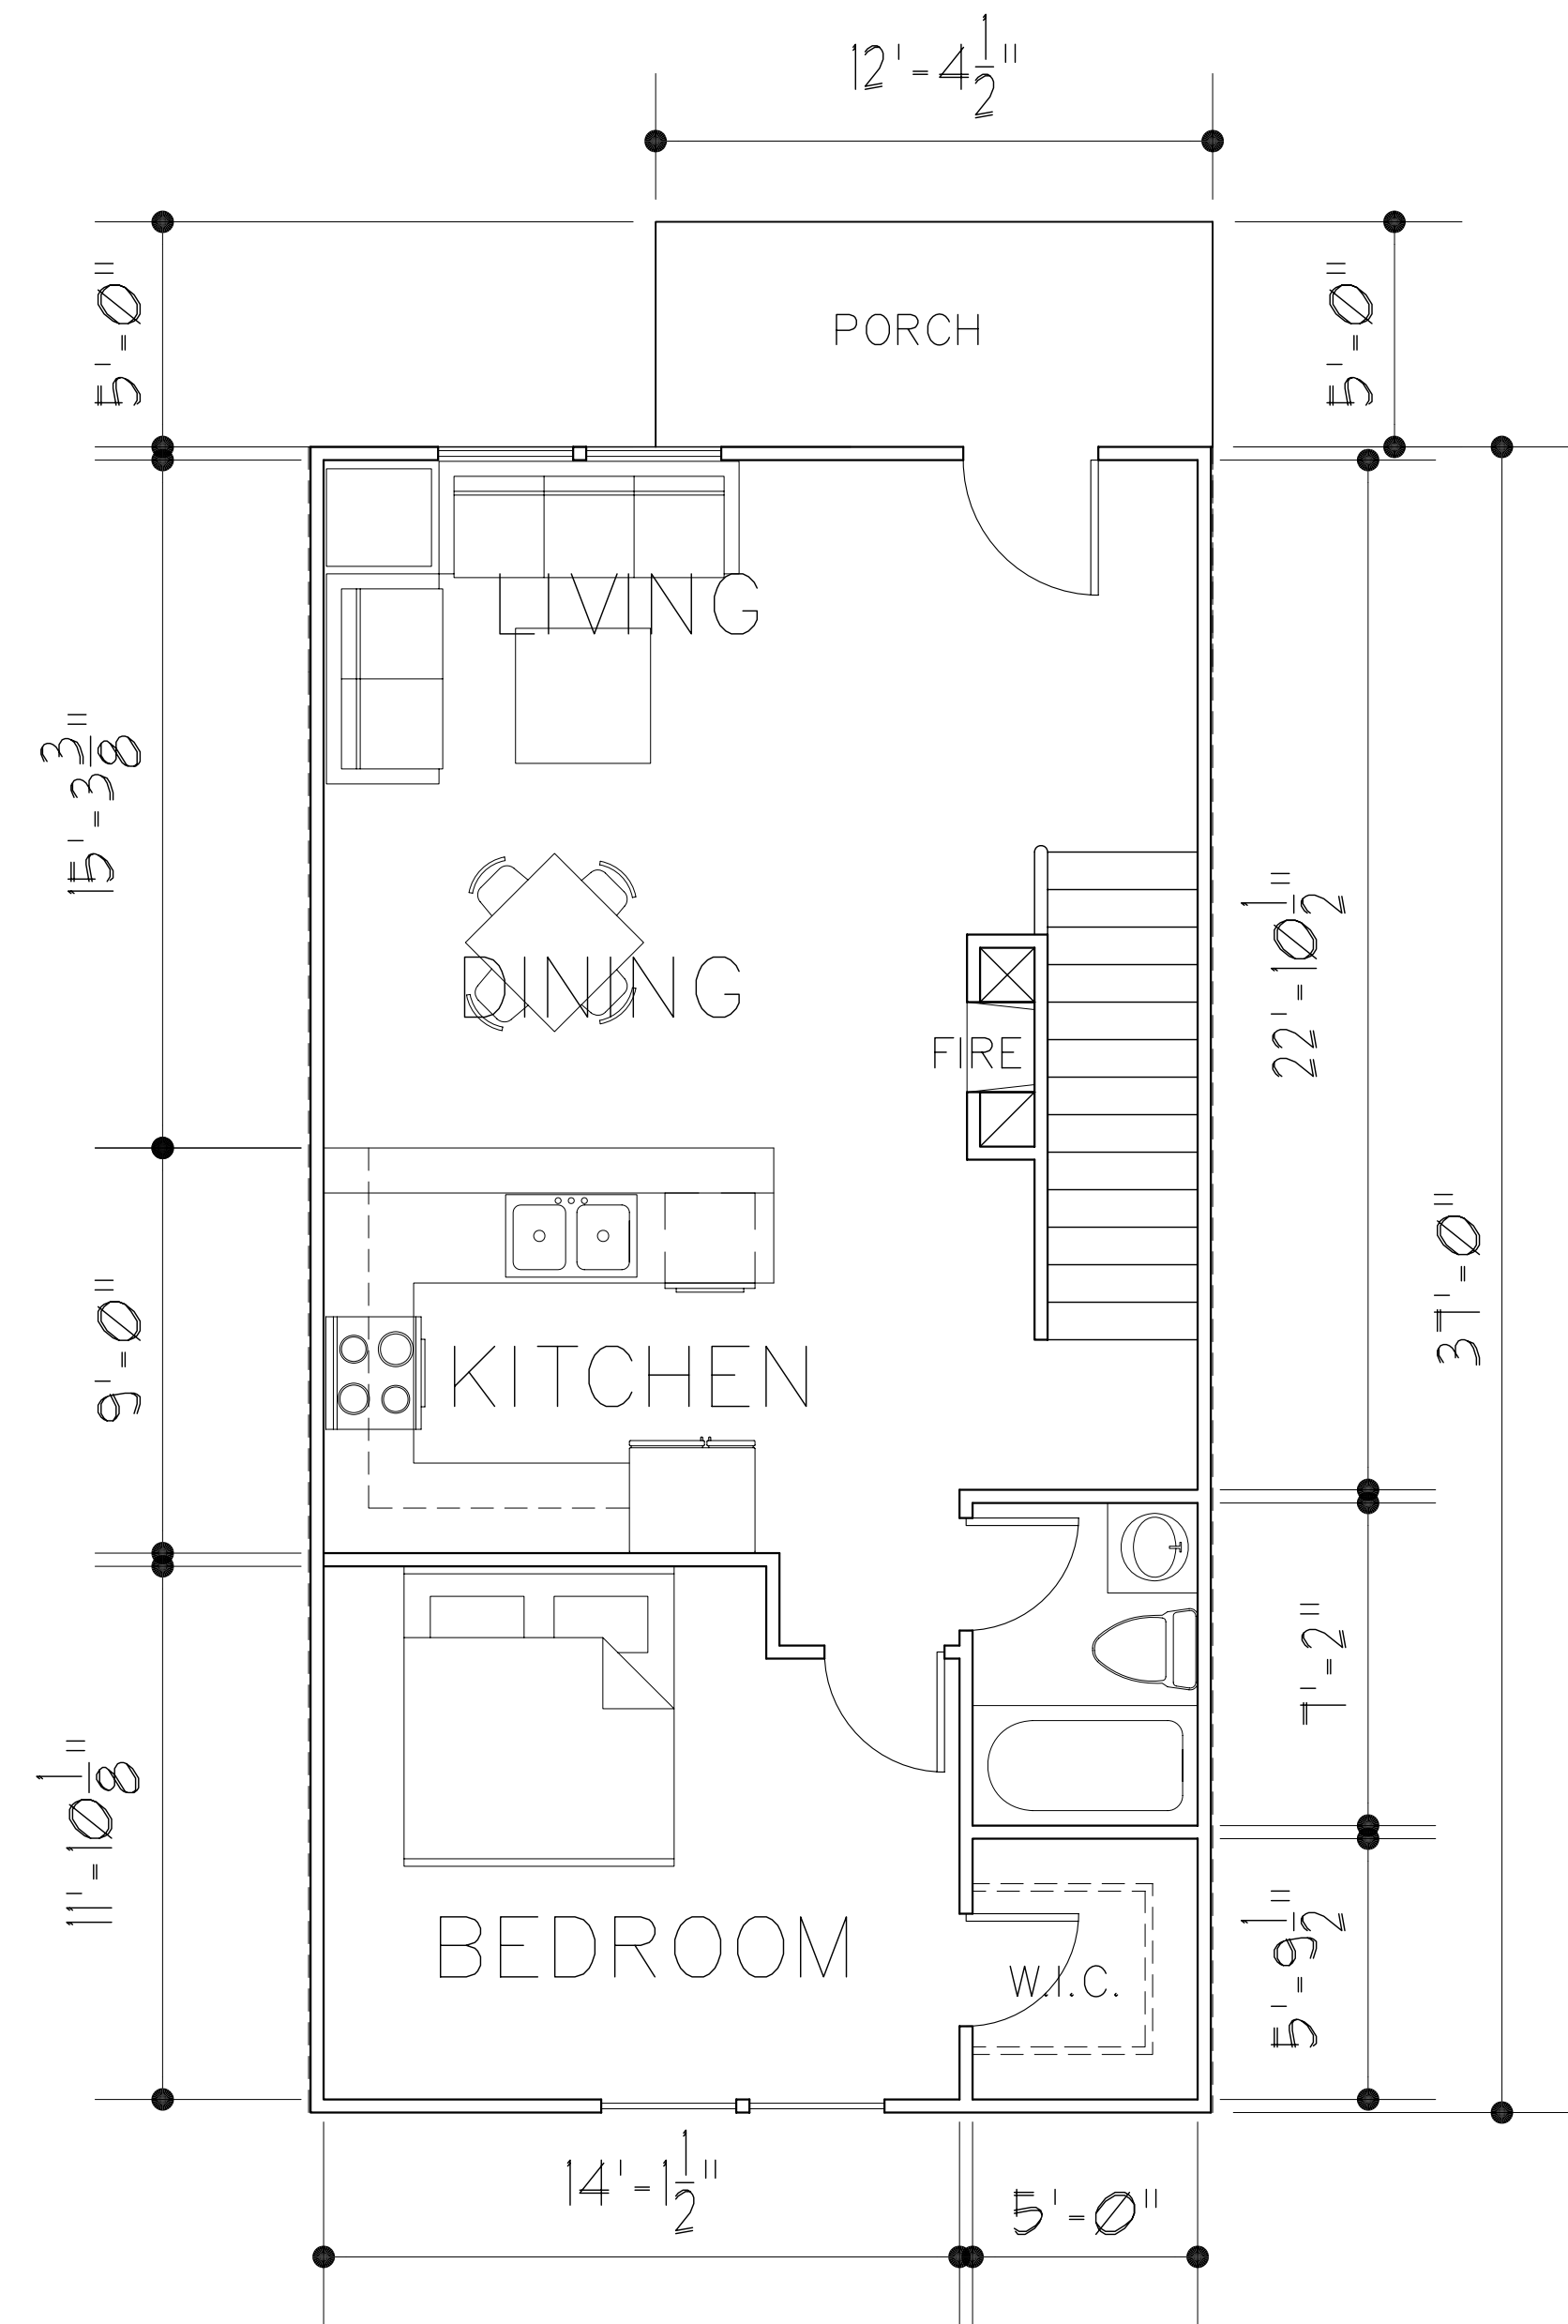 12'-4 1/2"
5'-0"
5'-0"
PORCH
LIVING
15'-3 3/8"
22'-10 1/2"
DINING
FIRE
9'-0"
37'-0"
KITCHEN
7'-2"
11'-10 1/8"
BEDROOM
W.I.C.
5'-9 1/2"
14'-1 1/2"
5'-0"